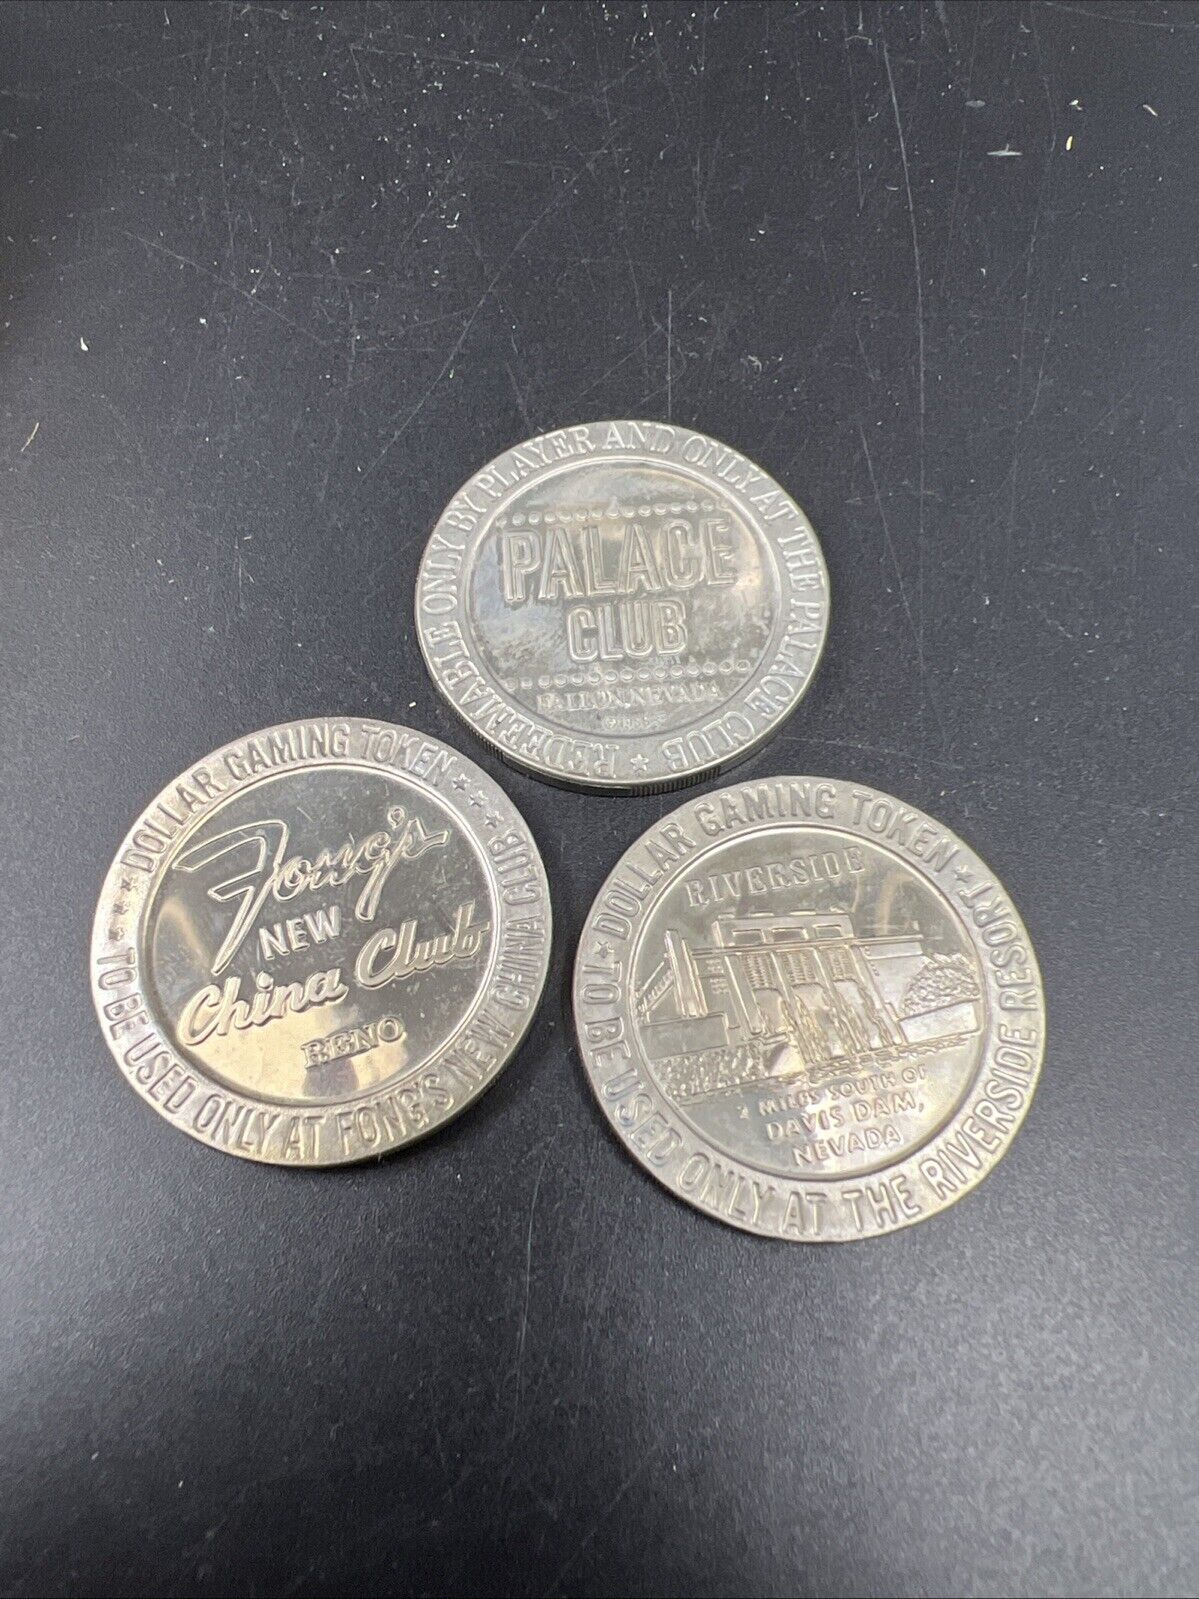 REDEEMABLE ONLY BY PLAYER AND ONLY AT THE PALACE CLUB
PALACE
CLUB
FALLON, NEVADA
DOLLAR GAMING TOKEN
TO BE USED ONLY AT FONG'S NEW CHINA CLUB
Fong's
NEW
China Club
RENO
DOLLAR GAMING TOKEN
TO BE USED ONLY AT THE RIVERSIDE RESORT
RIVERSIDE
MILES SOUTH OF
DAVIS DAM,
NEVADA